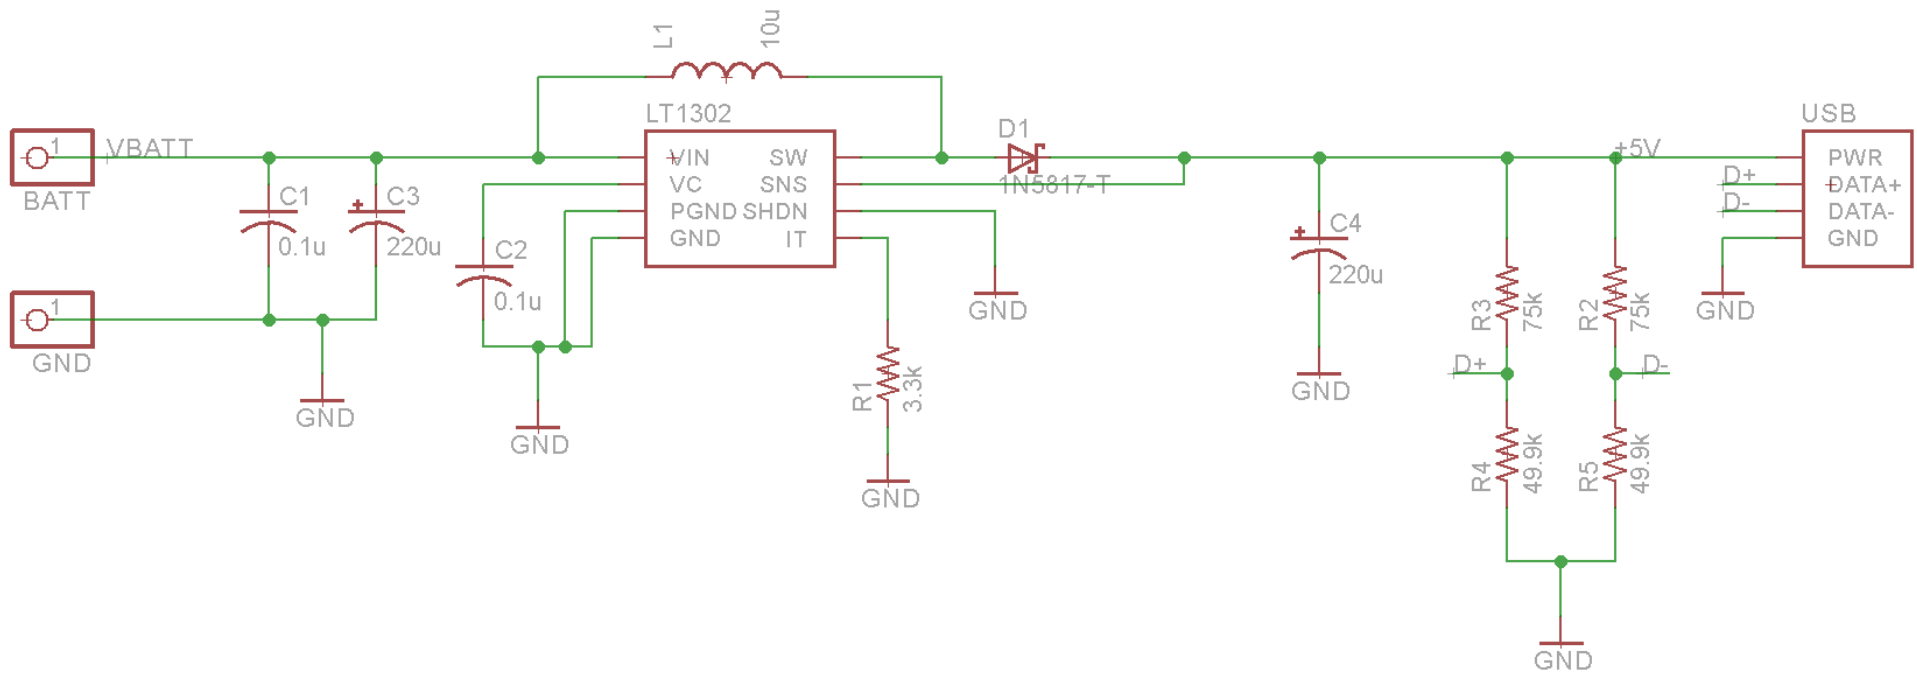 L1
10u
LT1302
USB
D1
1
VBATT
VIN
SW
+5V
PWR
VC
SNS
1N5817-T
D+
DATA+
BATT
C1
C3
PGND
SHDN
D-
DATA-
0.1u
220u
GND
IT
C4
GND
C2
220u
0.1u
1
GND
GND
R3
75k
R2
75k
GND
D+
D-
GND
R1
3.3k
GND
GND
GND
R4
49.9k
R5
49.9k
GND
GND